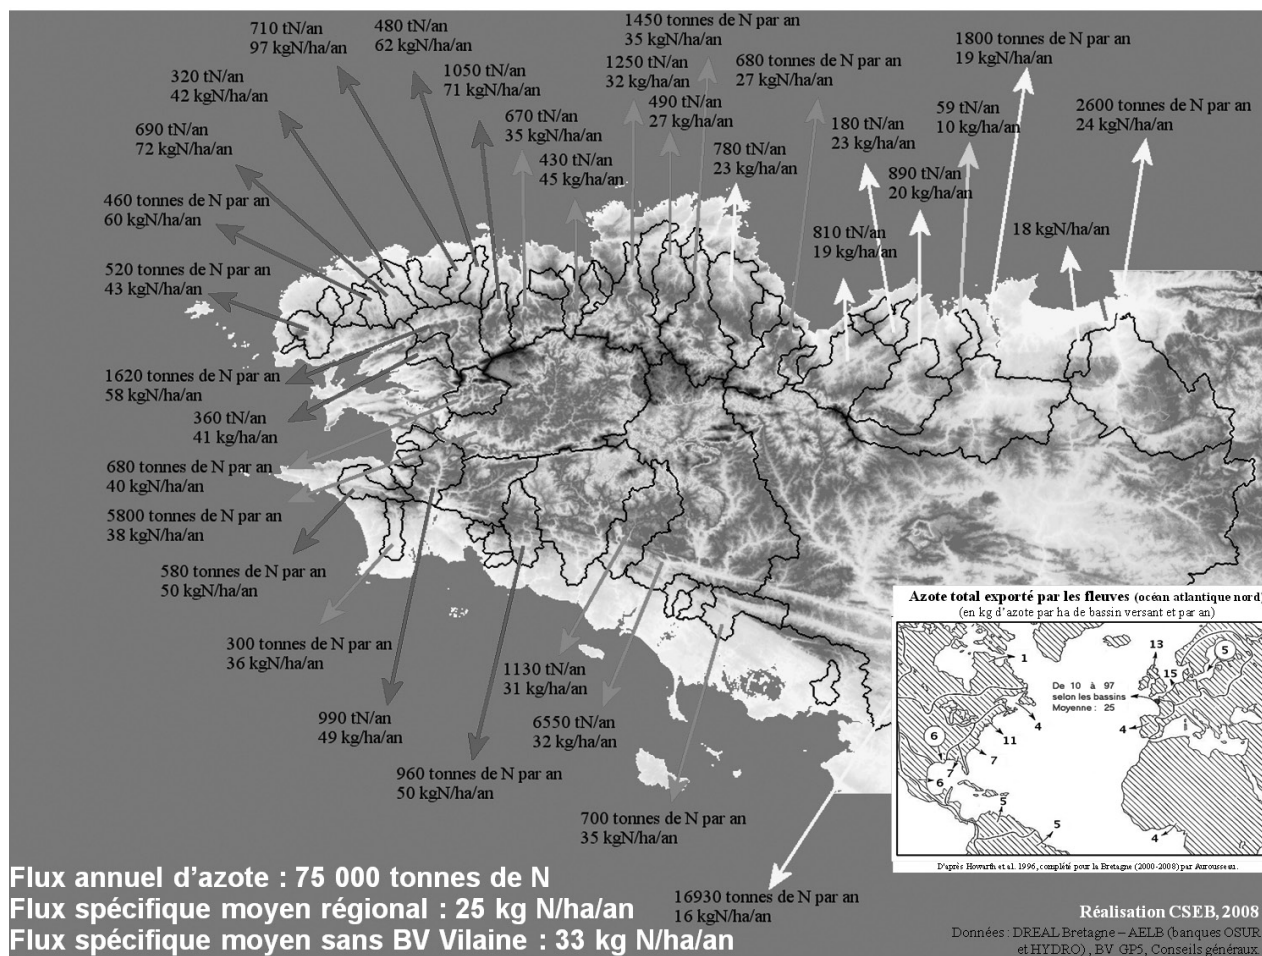 710 tN/an
97 kgN/ha/an
480 tN/an
62 kgN/ha/an
1450 tonnes de N par an
35 kgN/ha/an
1800 tonnes de N par an
19 kgN/ha/an
320 tN/an
42 kgN/ha/an
1050 tN/an
71 kgN/ha/an
1250 tN/an
32 kg/ha/an
680 tonnes de N par an
27 kgN/ha/an
690 tN/an
72 kgN/ha/an
670 tN/an
35 kgN/ha/an
490 tN/an
27 kg/ha/an
180 tN/an
23 kg/ha/an
59 tN/an
10 kg/ha/an
2600 tonnes de N par an
24 kgN/ha/an
430 tN/an
45 kg/ha/an
780 tN/an
23 kg/ha/an
890 tN/an
20 kg/ha/an
460 tonnes de N par an
60 kgN/ha/an
810 tN/an
19 kg/ha/an
18 kgN/ha/an
520 tonnes de N par an
43 kgN/ha/an
1620 tonnes de N par an
58 kgN/ha/an
360 tN/an
41 kg/ha/an
680 tonnes de N par an
40 kgN/ha/an
5800 tonnes de N par an
38 kgN/ha/an
580 tonnes de N par an
50 kgN/ha/an
300 tonnes de N par an
36 kgN/ha/an
990 tN/an
49 kg/ha/an
960 tonnes de N par an
50 kgN/ha/an
1130 tN/an
31 kg/ha/an
6550 tN/an
32 kg/ha/an
700 tonnes de N par an
35 kgN/ha/an
16930 tonnes de N par an
16 kgN/ha/an
Azote total exporté par les fleuves (océan atlantique nord)
(en kg d'azote par ha de bassin versant et par an)
1
13
5
15
De 10 à 97
selon les bassins
Moyenne : 25
4
4
11
6
7
7
6
5
5
4
D'après Howarth et al. 1996, complété pour la Bretagne (2000-2008) par Aurousseau.
Flux annuel d'azote : 75 000 tonnes de N
Flux spécifique moyen régional : 25 kg N/ha/an
Flux spécifique moyen sans BV Vilaine : 33 kg N/ha/an
Réalisation CSEB, 2008
Données : DREAL Bretagne – AELB (banques OSUR
et HYDRO), BV GP5, Conseils généraux